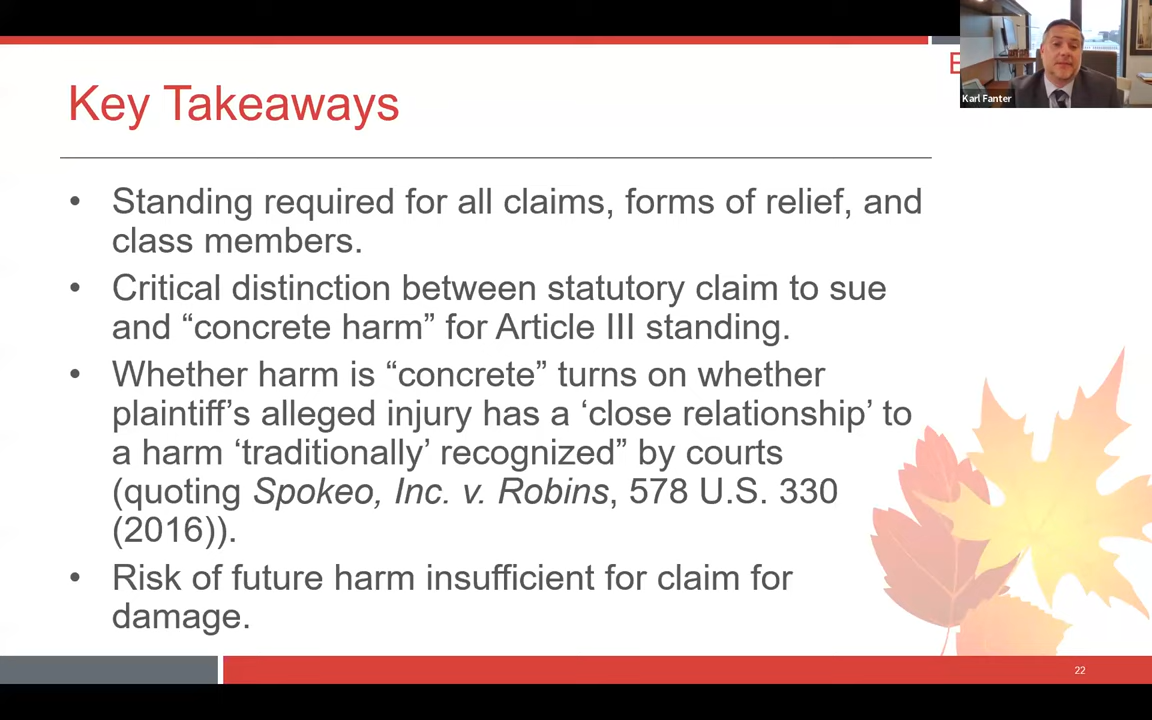 Key Takeaways
• Standing required for all claims, forms of relief, and
class members.
• Critical distinction between statutory claim to sue
and “concrete harm” for Article III standing.
• Whether harm is “concrete” turns on whether
plaintiff’s alleged injury has a ‘close relationship’ to
a harm ‘traditionally’ recognized” by courts
(quoting Spokeo, Inc. v. Robins, 578 U.S. 330
(2016)).
• Risk of future harm insufficient for claim for
damage.
22
Karl Fanter